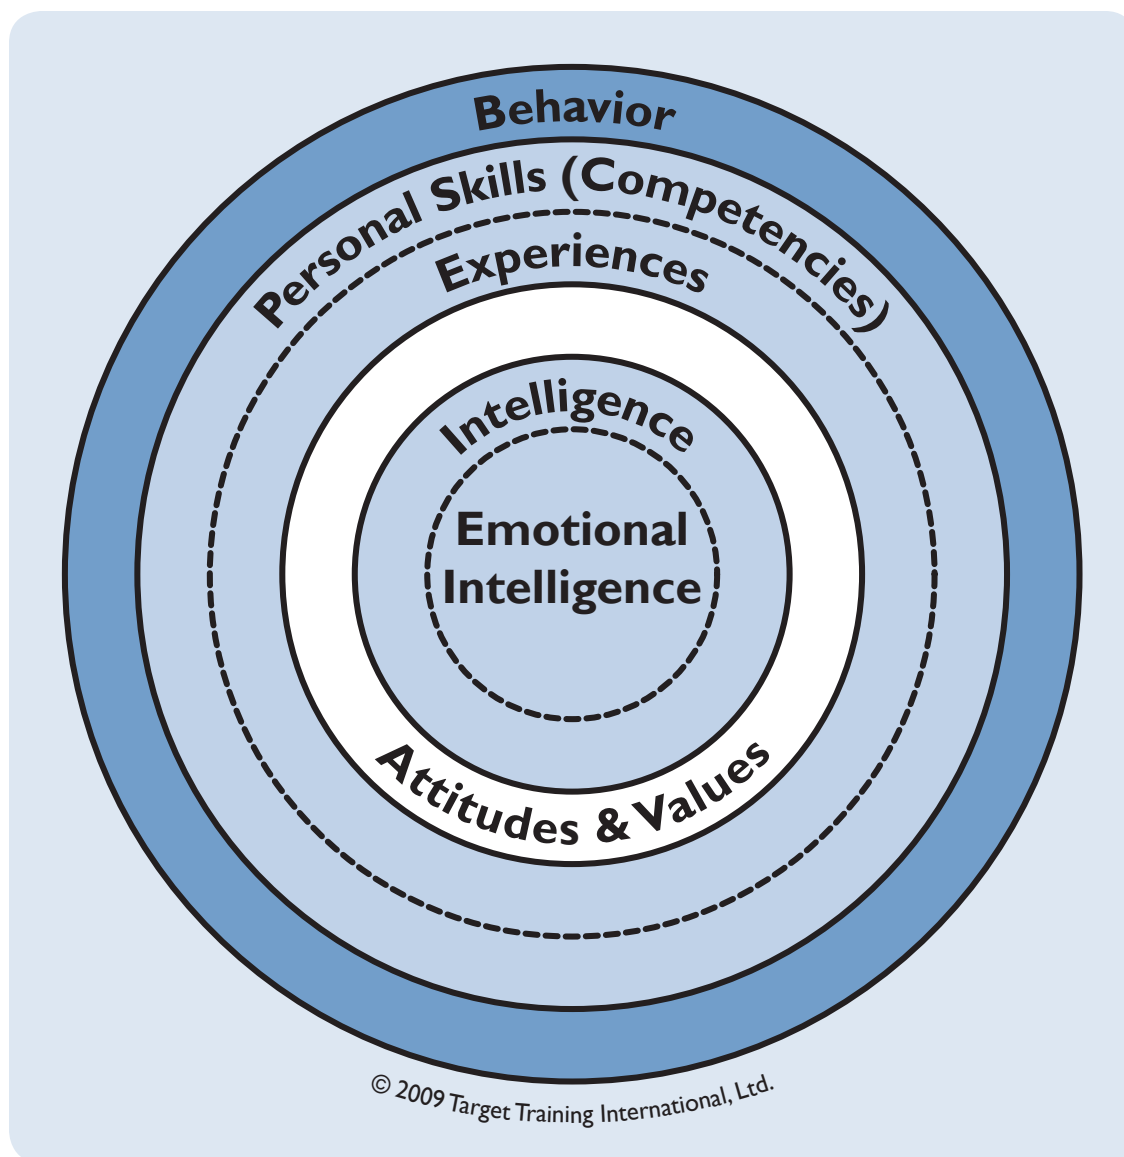 Behavior
Personal Skills (Competencies)
Experiences
Intelligence
Emotional
Intelligence
Attitudes & Values
© 2009 Target Training International, Ltd.